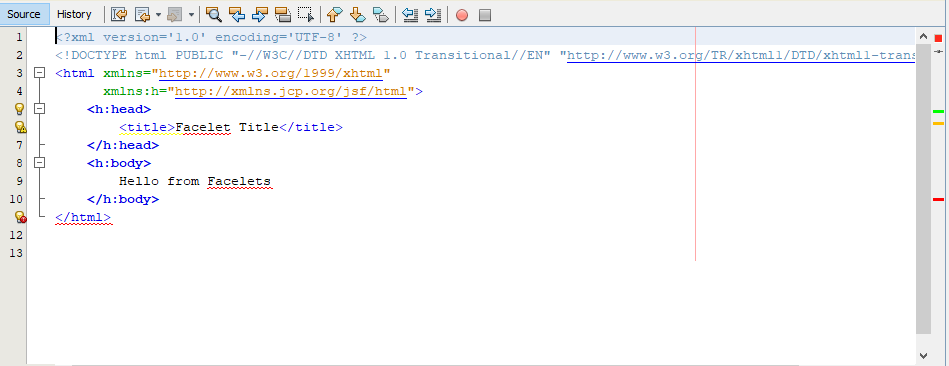 Source History
1 <?xml version='1.0' encoding='UTF-8' ?>
2 <!DOCTYPE html PUBLIC "-//W3C//DTD XHTML 1.0 Transitional//EN" "http://www.w3.org/TR/xhtml1/DTD/xhtml1-trans
3 <html xmlns="http://www.w3.org/1999/xhtml"
4 xmlns:h="http://xmlns.jcp.org/jsf/html">
<h:head>
<title>Facelet Title</title>
7 </h:head>
8 <h:body>
9 Hello from Facelets
10 </h:body>
</html>
12
13